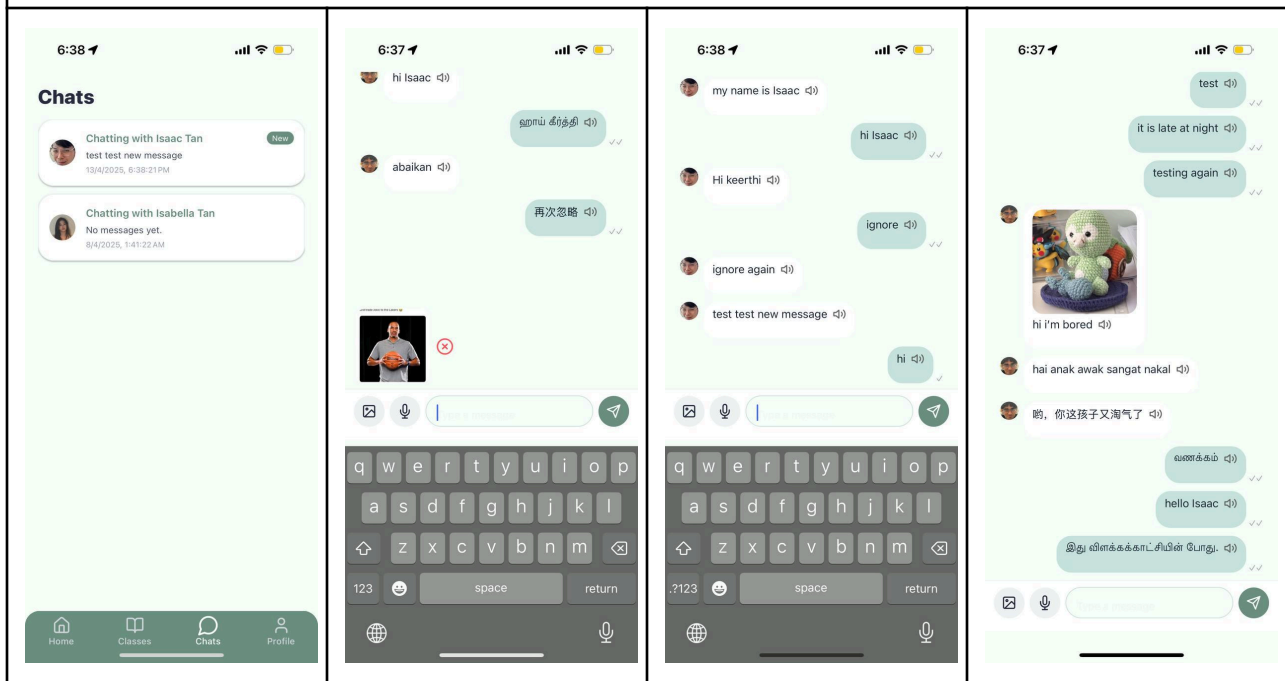 6:38
Chats
Chatting with Isaac Tan
New
test test new message
13/4/2025, 6:38:21 PM
Chatting with Isabella Tan
No messages yet.
8/4/2025, 1:41:22 AM
Home
Classes
Chats
Profile
6:37
hi Isaac
ஹாய் கீர்த்தி
abaikan
再次忽略
q w e r t y u i o p
a s d f g h j k l
z x c v b n m
123
space
return
6:38
my name is Isaac
hi Isaac
Hi keerthi
ignore
ignore again
test test new message
hi
q w e r t y u i o p
a s d f g h j k l
z x c v b n m
.?123
space
return
6:37
test
it is late at night
testing again
hi i'm bored
hai anak awak sangat nakal
哟，你这孩子又淘气了
வணக்கம்
hello Isaac
இது விளக்கக்காட்சியின் போது.